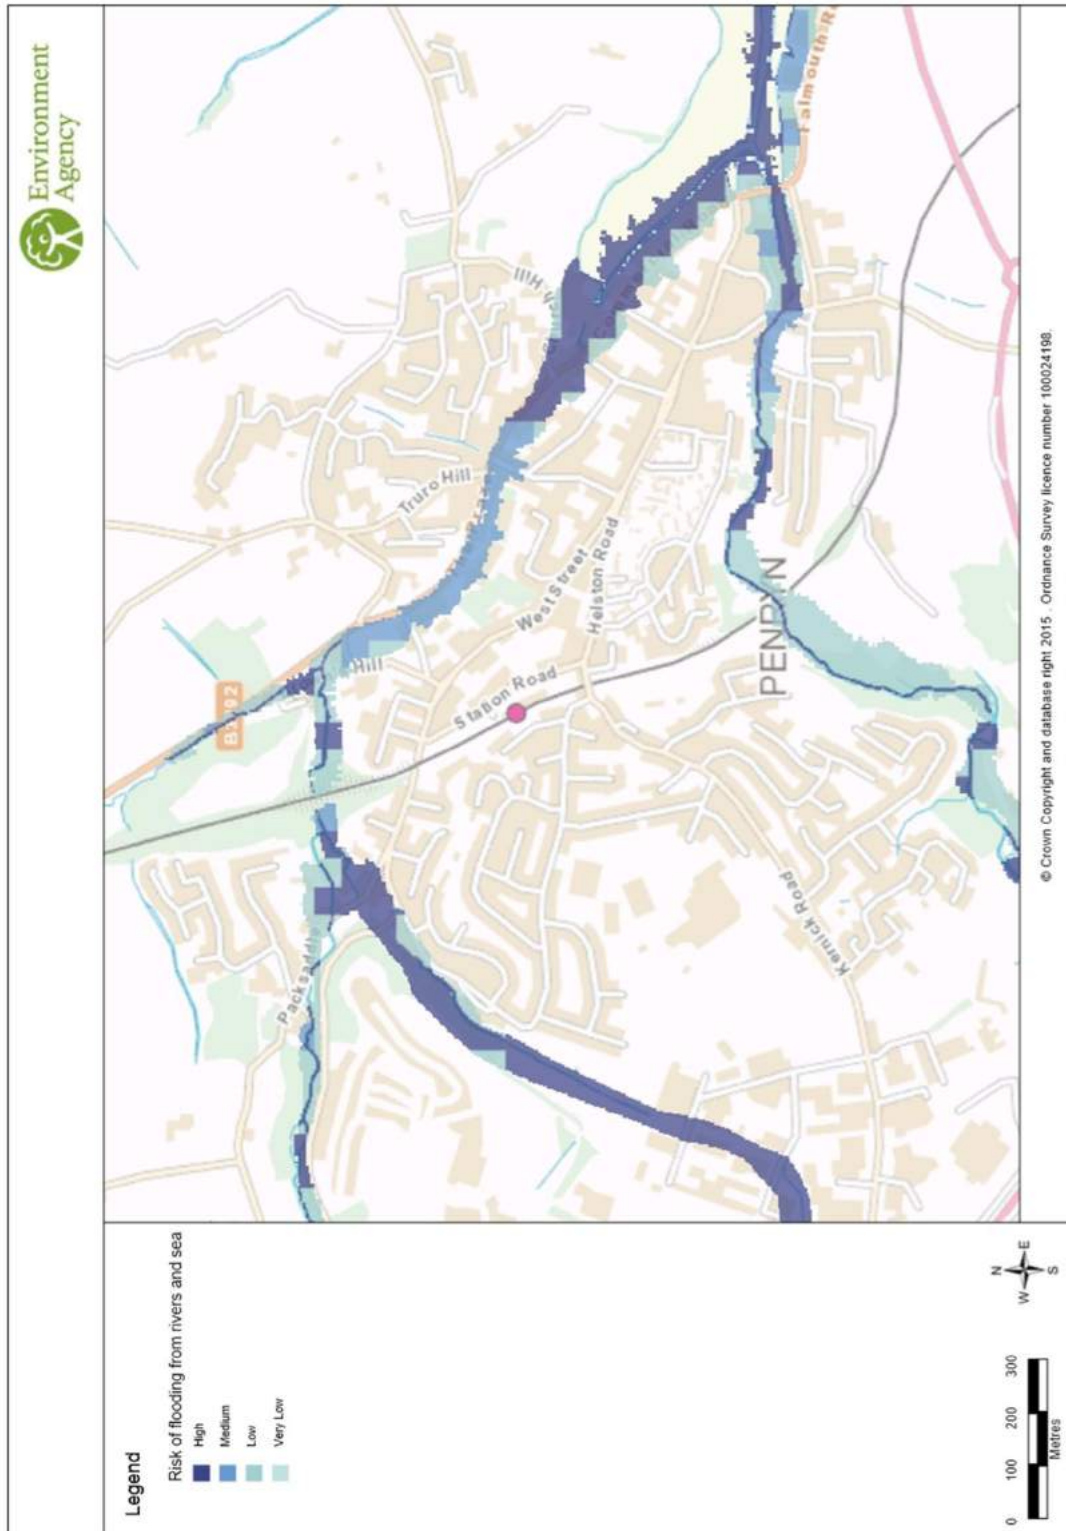 Environment
Agency
Legend
Risk of flooding from rivers and sea
High
Medium
Low
Very Low
Packsaddle
Hill
Truro Hill
Station Road
West Street
Helston Road
Kernick Road
PENRYN
Falmouth
0 100 200 300
Metres
N
W E
S
© Crown Copyright and database right 2015 . Ordnance Survey licence number 100024198.